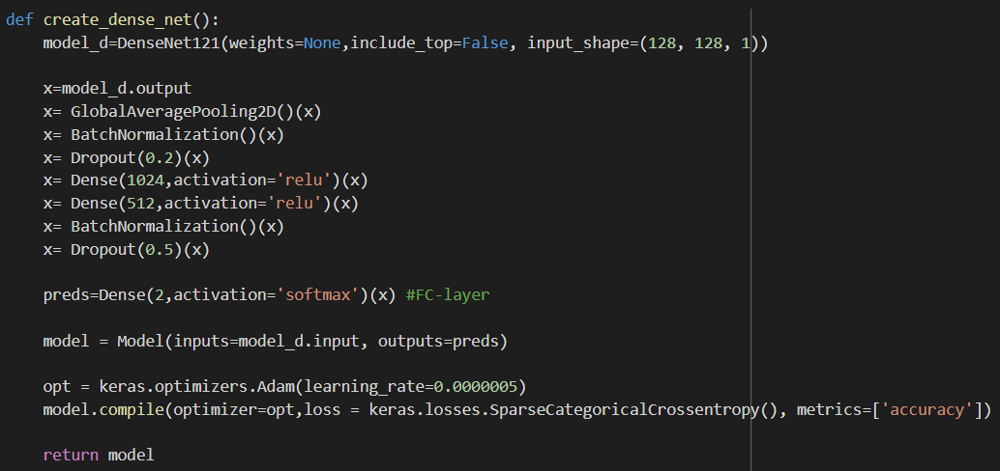 def create_dense_net():
    model_d=DenseNet121(weights=None,include_top=False, input_shape=(128, 128, 1))

    x=model_d.output
    x= GlobalAveragePooling2D()(x)
    x= BatchNormalization()(x)
    x= Dropout(0.2)(x)
    x= Dense(1024,activation='relu')(x)
    x= Dense(512,activation='relu')(x)
    x= BatchNormalization()(x)
    x= Dropout(0.5)(x)

    preds=Dense(2,activation='softmax')(x) #FC-layer

    model = Model(inputs=model_d.input, outputs=preds)

    opt = keras.optimizers.Adam(learning_rate=0.0000005)
    model.compile(optimizer=opt,loss = keras.losses.SparseCategoricalCrossentropy(), metrics=['accuracy'])

    return model